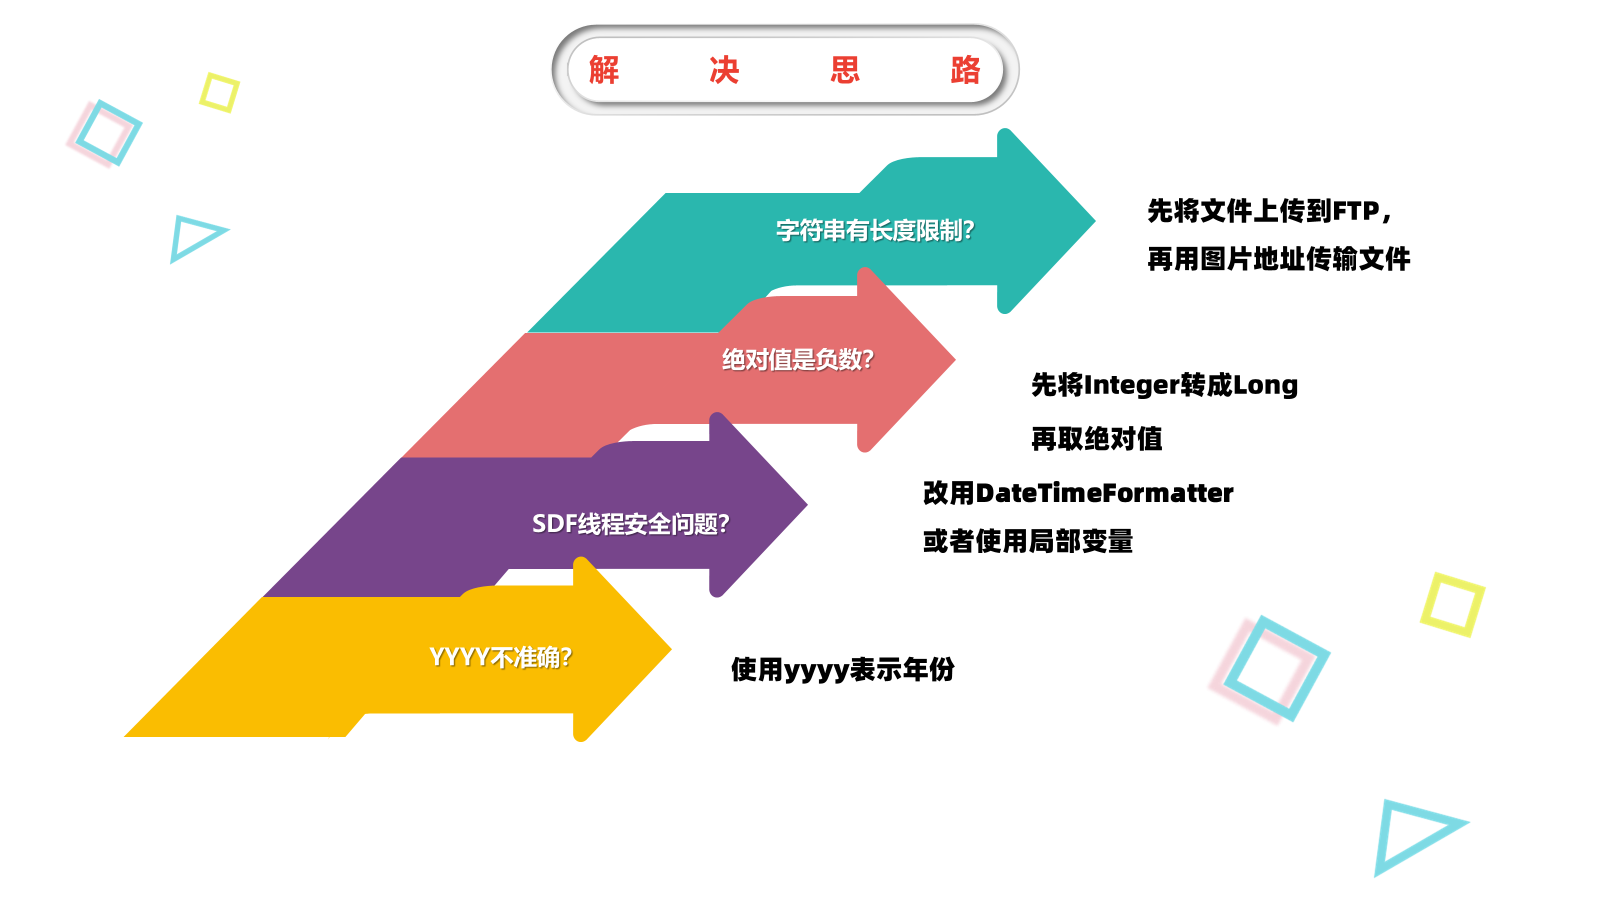 解决思路
字符串有长度限制?
先将文件上传到FTP，
再用图片地址传输文件
绝对值是负数?
先将Integer转成Long
再取绝对值
SDF线程安全问题?
改用DateTimeFormatter
或者使用局部变量
YYYY不准确?
使用yyyy表示年份